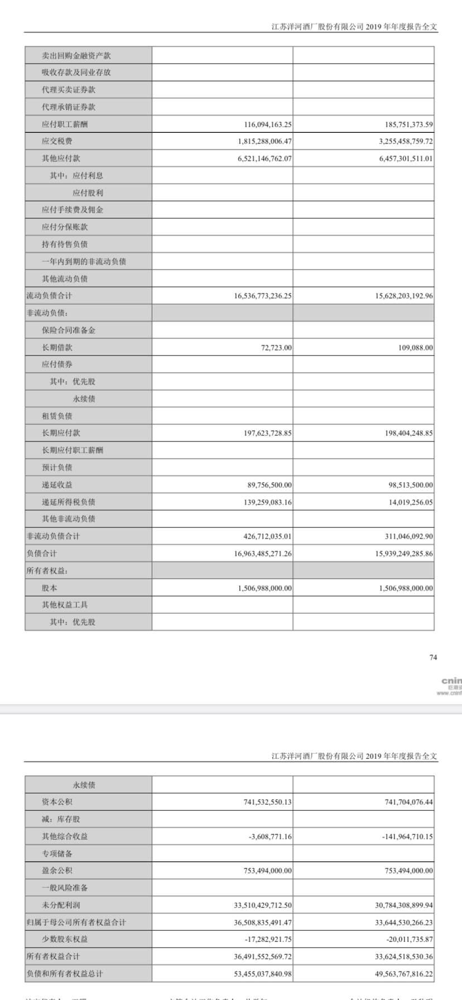 江苏洋河酒厂股份有限公司 2019 年年度报告全文
卖出回购金融资产款
吸收存款及同业存放
代理买卖证券款
代理承销证券款
应付职工薪酬 116,094,163.25 185,751,373.59
应交税费 1,815,288,006.47 3,255,458,759.72
其他应付款 6,521,146,762.07 6,457,301,511.01
其中：应付利息
应付股利
应付手续费及佣金
应付分保账款
持有待售负债
一年内到期的非流动负债
其他流动负债
流动负债合计 16,536,773,236.25 15,628,203,192.96
非流动负债：
保险合同准备金
长期借款 72,723.00 109,088.00
应付债券
其中：优先股
永续债
租赁负债
长期应付款 197,623,728.85 198,404,248.85
长期应付职工薪酬
预计负债
递延收益 89,756,500.00 98,513,500.00
递延所得税负债 139,259,083.16 14,019,256.05
其他非流动负债
非流动负债合计 426,712,035.01 311,046,092.90
负债合计 16,963,485,271.26 15,939,249,285.86
所有者权益：
股本 1,506,988,000.00 1,506,988,000.00
其他权益工具
其中：优先股
74
cnin
www.cninf
江苏洋河酒厂股份有限公司 2019 年年度报告全文
永续债
资本公积 741,532,550.13 741,704,076.44
减：库存股
其他综合收益 -3,608,771.16 -141,964,710.15
专项储备
盈余公积 753,494,000.00 753,494,000.00
一般风险准备
未分配利润 33,510,429,712.50 30,784,308,899.94
归属于母公司所有者权益合计 36,508,835,491.47 33,644,530,266.23
少数股东权益 -17,282,921.75 -20,011,735.87
所有者权益合计 36,491,552,569.72 33,624,518,530.36
负债和所有者权益总计 53,455,037,840.98 49,563,767,816.22